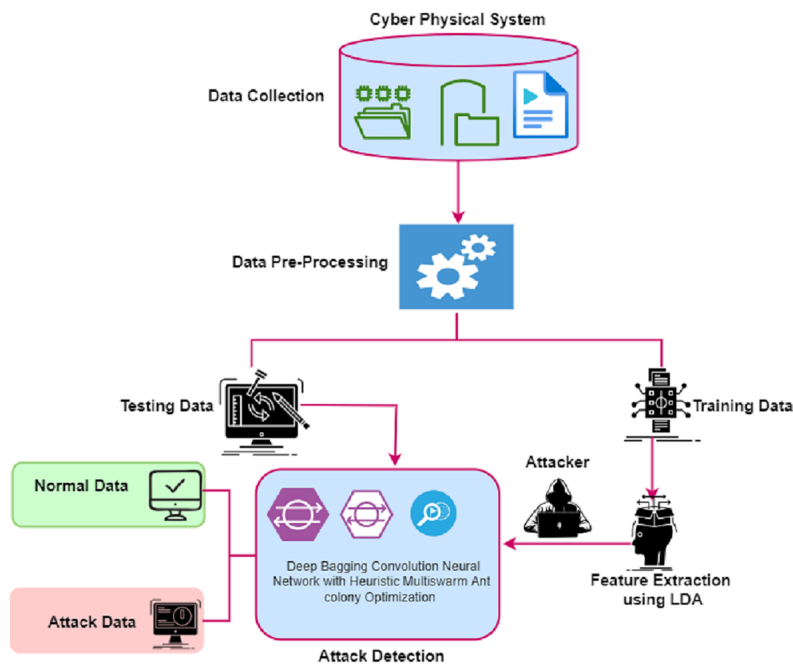 Cyber Physical System
Data Collection
Data Pre-Processing
Testing Data
Training Data
Attacker
Normal Data
Deep Bagging Convolution Neural
Network with Heuristic Multiswarm Ant
colony Optimization
Feature Extraction
using LDA
Attack Data
Attack Detection